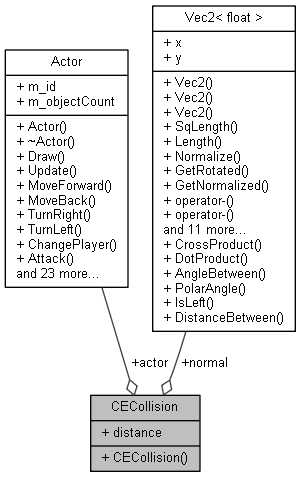 Actor
+ m_id
+ m_objectCount
+ Actor()
+ ~Actor()
+ Draw()
+ Update()
+ MoveForward()
+ MoveBack()
+ TurnRight()
+ TurnLeft()
+ ChangePlayer()
+ Attack()
and 23 more...
Vec2< float >
+ x
+ y
+ Vec2()
+ Vec2()
+ Vec2()
+ SqLength()
+ Length()
+ Normalize()
+ GetRotated()
+ GetNormalized()
+ operator-()
+ operator-()
and 11 more...
+ CrossProduct()
+ DotProduct()
+ AngleBetween()
+ PolarAngle()
+ IsLeft()
+ DistanceBetween()
+actor
+normal
CECollision
+ distance
+ CECollision()